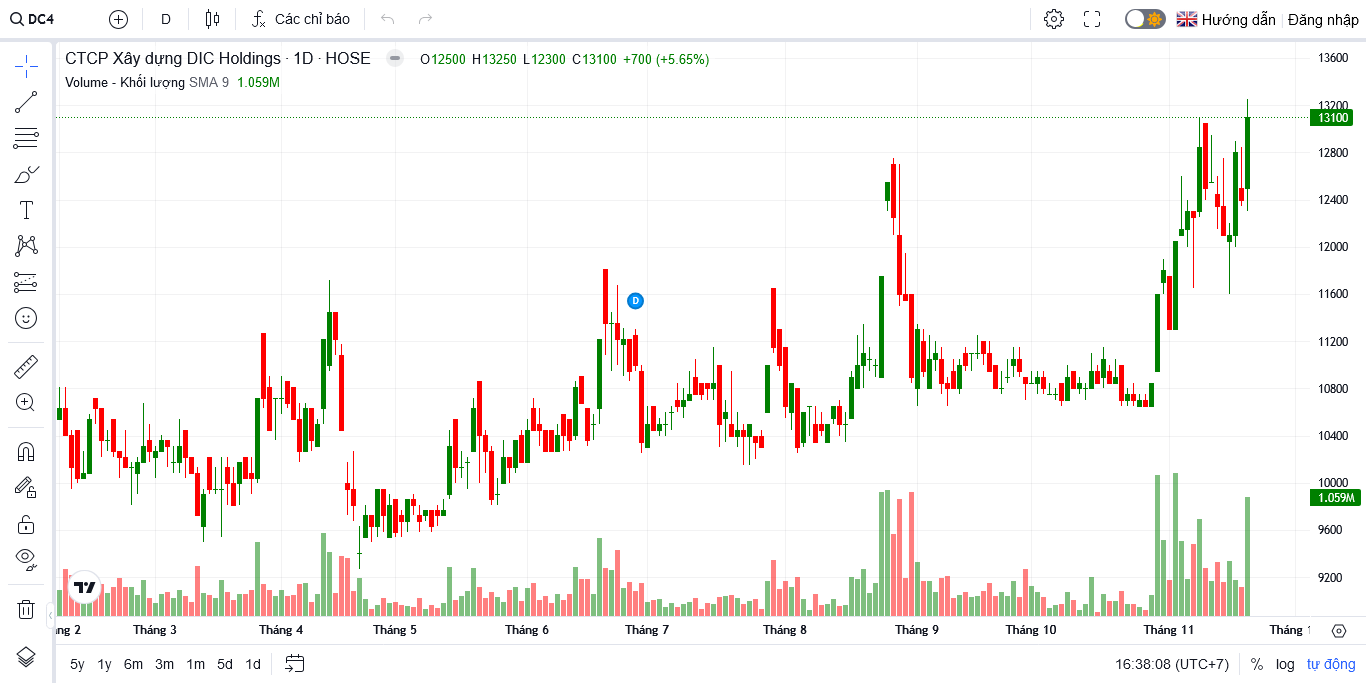 DC4 D Các chỉ báo Hướng dẫn Đăng nhập
CTCP Xây dựng DIC Holdings · 1D · HOSE O12500 H13250 L12300 C13100 +700 (+5.65%)
Volume - Khối lượng SMA 9 1.059M
13600
13200
13100
12800
12400
12000
11600
D
11200
10800
10400
10000
1.059M
9600
9200
ng 2 Tháng 3 Tháng 4 Tháng 5 Tháng 6 Tháng 7 Tháng 8 Tháng 9 Tháng 10 Tháng 11 Tháng 1
5y 1y 6m 3m 1m 5d 1d 16:38:08 (UTC+7) % log tự động